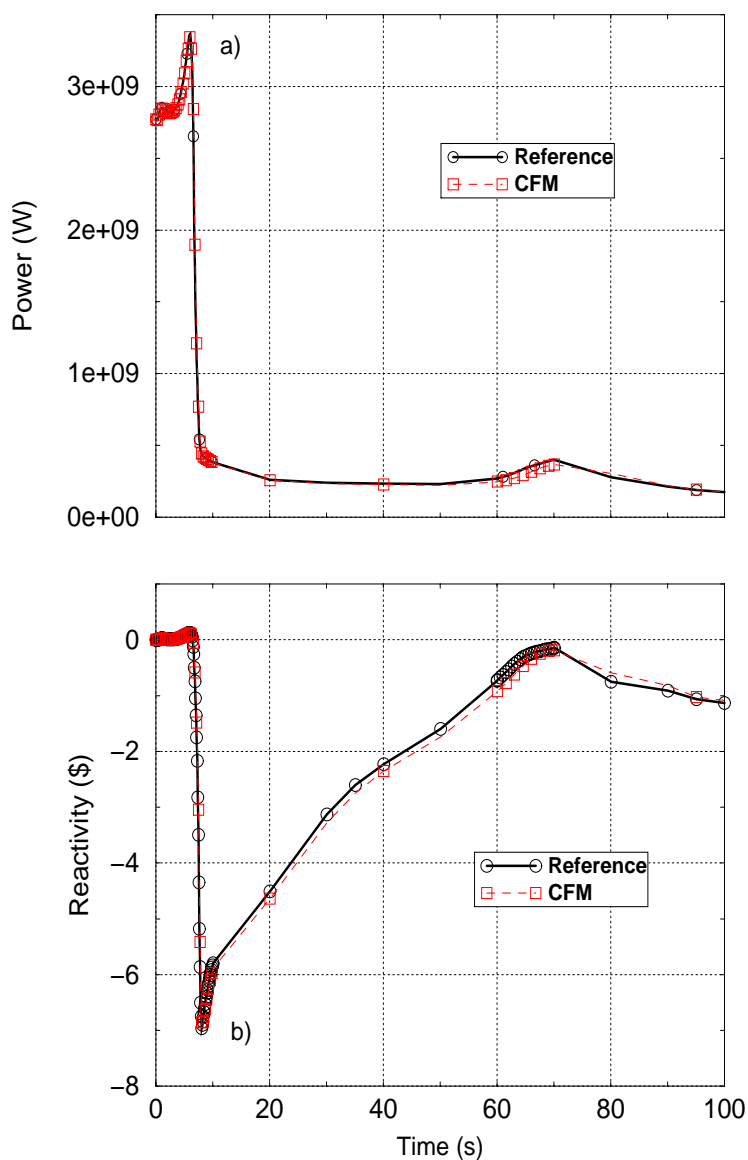 a)
3e+09
2e+09
1e+09
0e+00
Power (W)
Reference
CFM
0
−2
−4
−6
−8
Reactivity ($)
Reference
CFM
b)
0 20 40 60 80 100
Time (s)